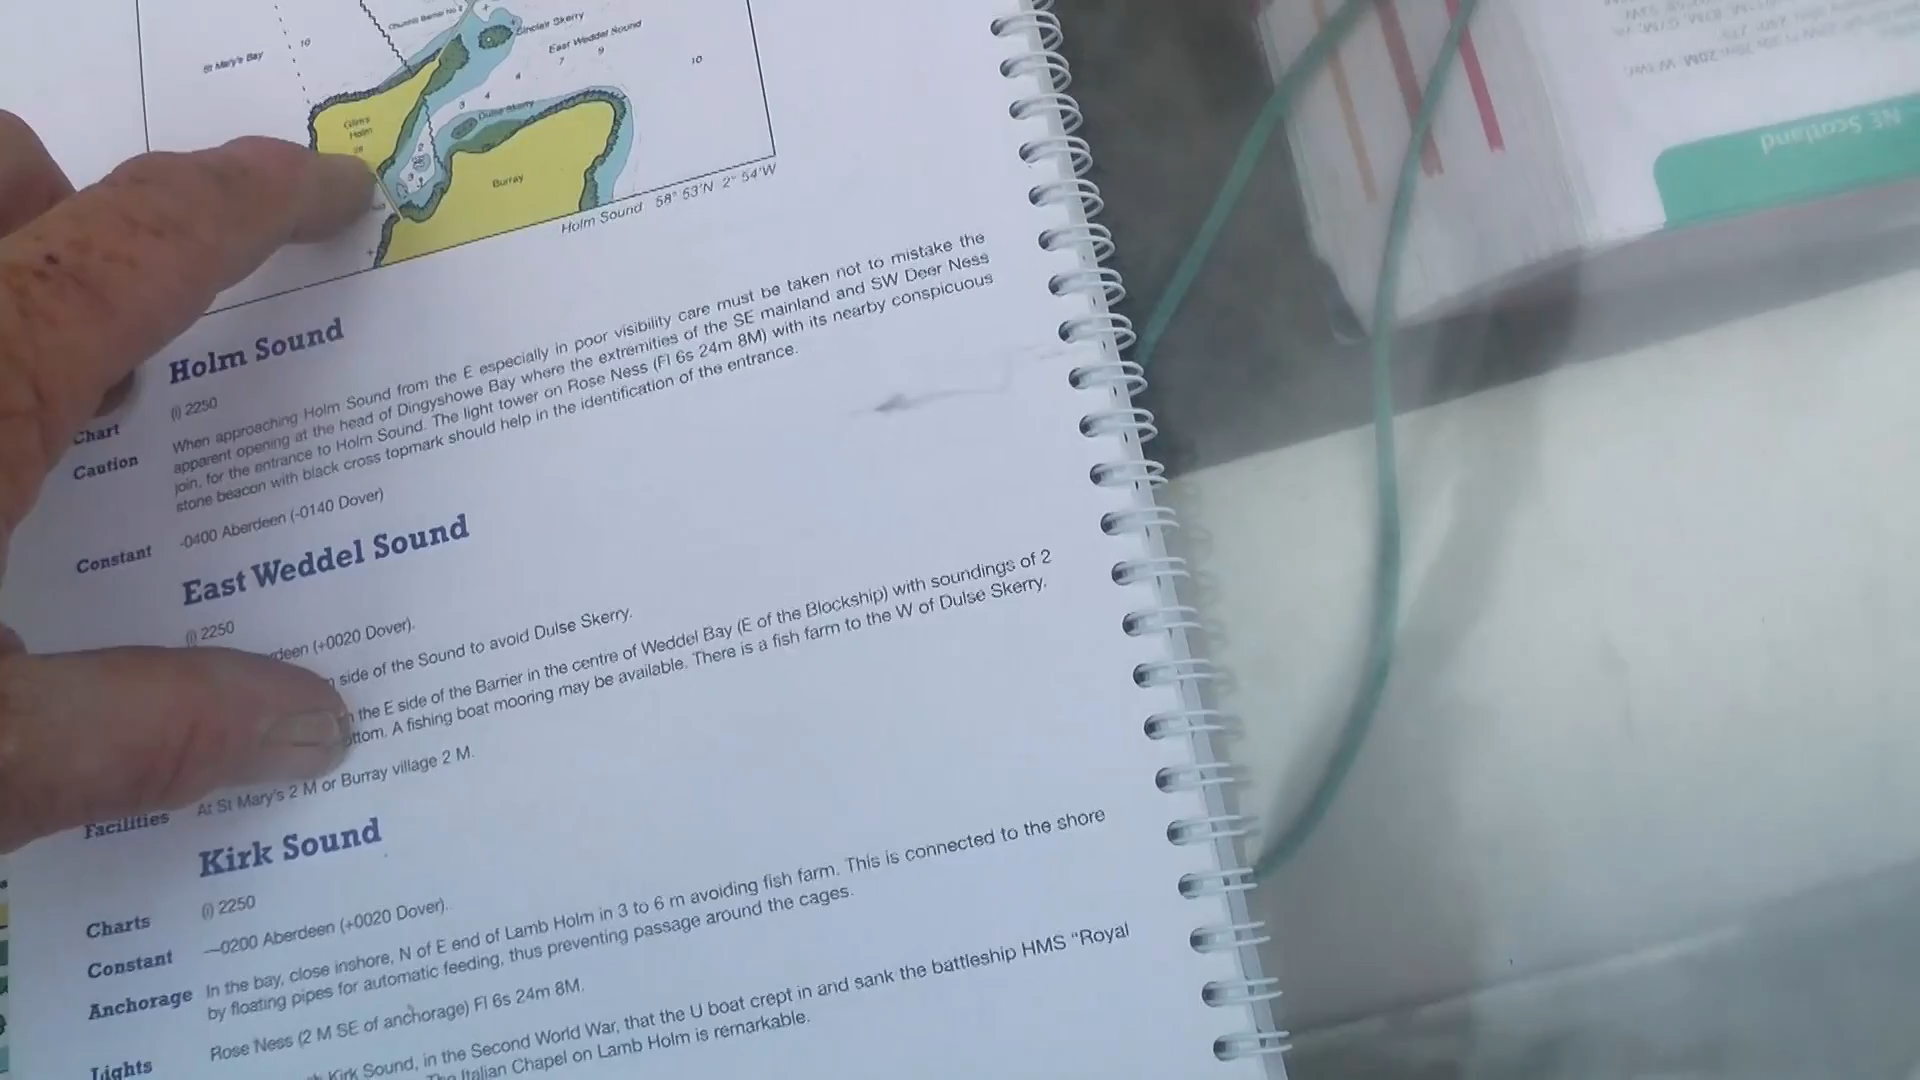 Churchill Barrier No 2
Sinclair Skerry
St Mary's Bay
10
East Weddel Sound
9
7
10
4
3
4
Dulse Skerry
Glims
Holm
28
2
3
Burray
Holm Sound 58° 53'N 2° 54'W
Holm Sound
Chart (i) 2250
Caution When approaching Holm Sound from the E especially in poor visibility care must be taken not to mistake the
apparent opening at the head of Dingyshowe Bay where the extremities of the SE mainland and SW Deer Ness
join, for the entrance to Holm Sound. The light tower on Rose Ness (Fl 6s 24m 8M) with its nearby conspicuous
stone beacon with black cross topmark should help in the identification of the entrance.
Constant -0400 Aberdeen (-0140 Dover)
East Weddel Sound
(i) 2250
rdeen (+0020 Dover).
side of the Sound to avoid Dulse Skerry.
the E side of the Barrier in the centre of Weddel Bay (E of the Blockship) with soundings of 2
ottom. A fishing boat mooring may be available. There is a fish farm to the W of Dulse Skerry.
Facilities At St Mary's 2 M or Burray village 2 M.
Kirk Sound
Charts (i) 2250
Constant —0200 Aberdeen (+0020 Dover).
Anchorage In the bay, close inshore, N of E end of Lamb Holm in 3 to 6 m avoiding fish farm. This is connected to the shore
by floating pipes for automatic feeding, thus preventing passage around the cages.
Lights Rose Ness (2 M SE of anchorage) Fl 6s 24m 8M.
Kirk Sound, in the Second World War, that the U boat crept in and sank the battleship HMS "Royal
The Italian Chapel on Lamb Holm is remarkable.
NE Scotland